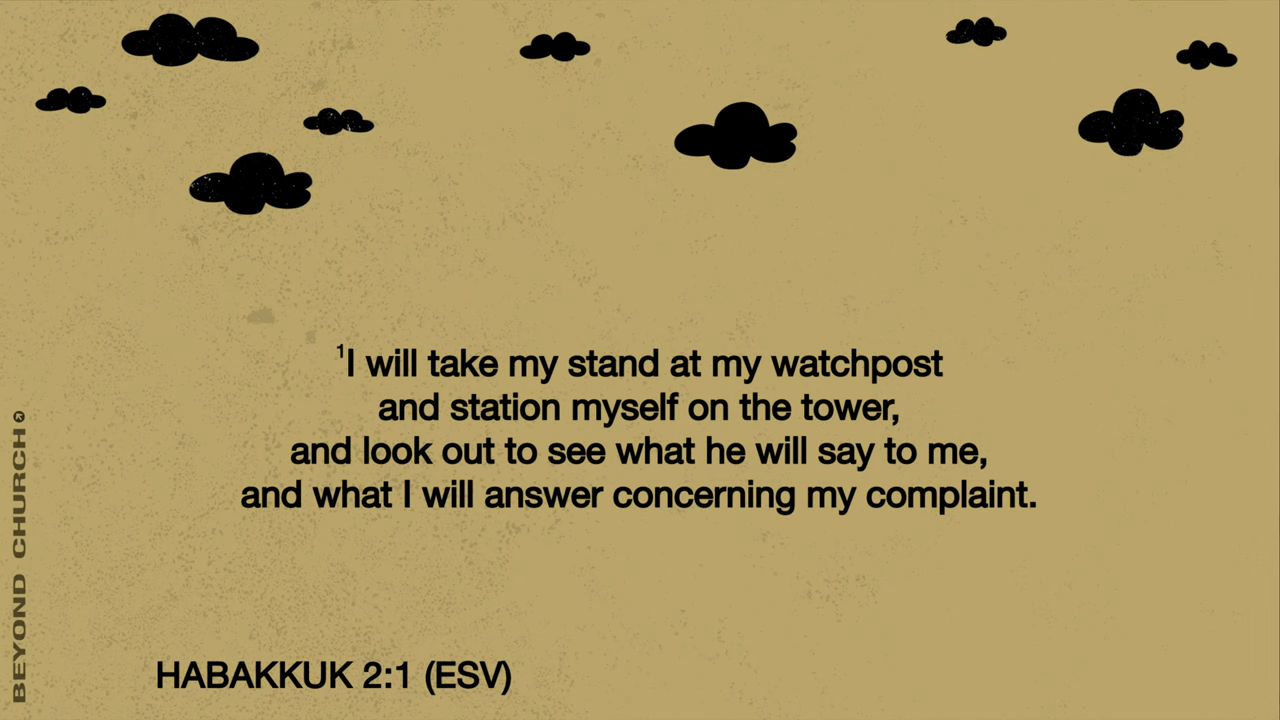 ¹I will take my stand at my watchpost
and station myself on the tower,
and look out to see what he will say to me,
and what I will answer concerning my complaint.
HABAKKUK 2:1 (ESV)
BEYOND CHURCH